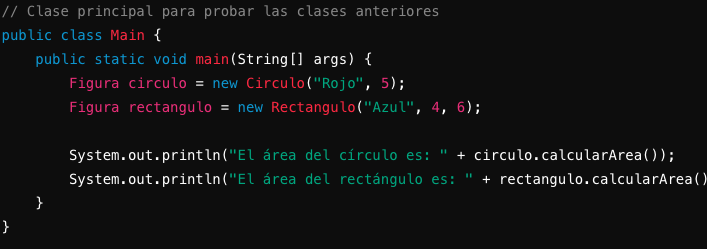 // Clase principal para probar las clases anteriores
public class Main {
    public static void main(String[] args) {
        Figura circulo = new Circulo("Rojo", 5);
        Figura rectangulo = new Rectangulo("Azul", 4, 6);

        System.out.println("El área del círculo es: " + circulo.calcularArea());
        System.out.println("El área del rectángulo es: " + rectangulo.calcularArea()
    }
}